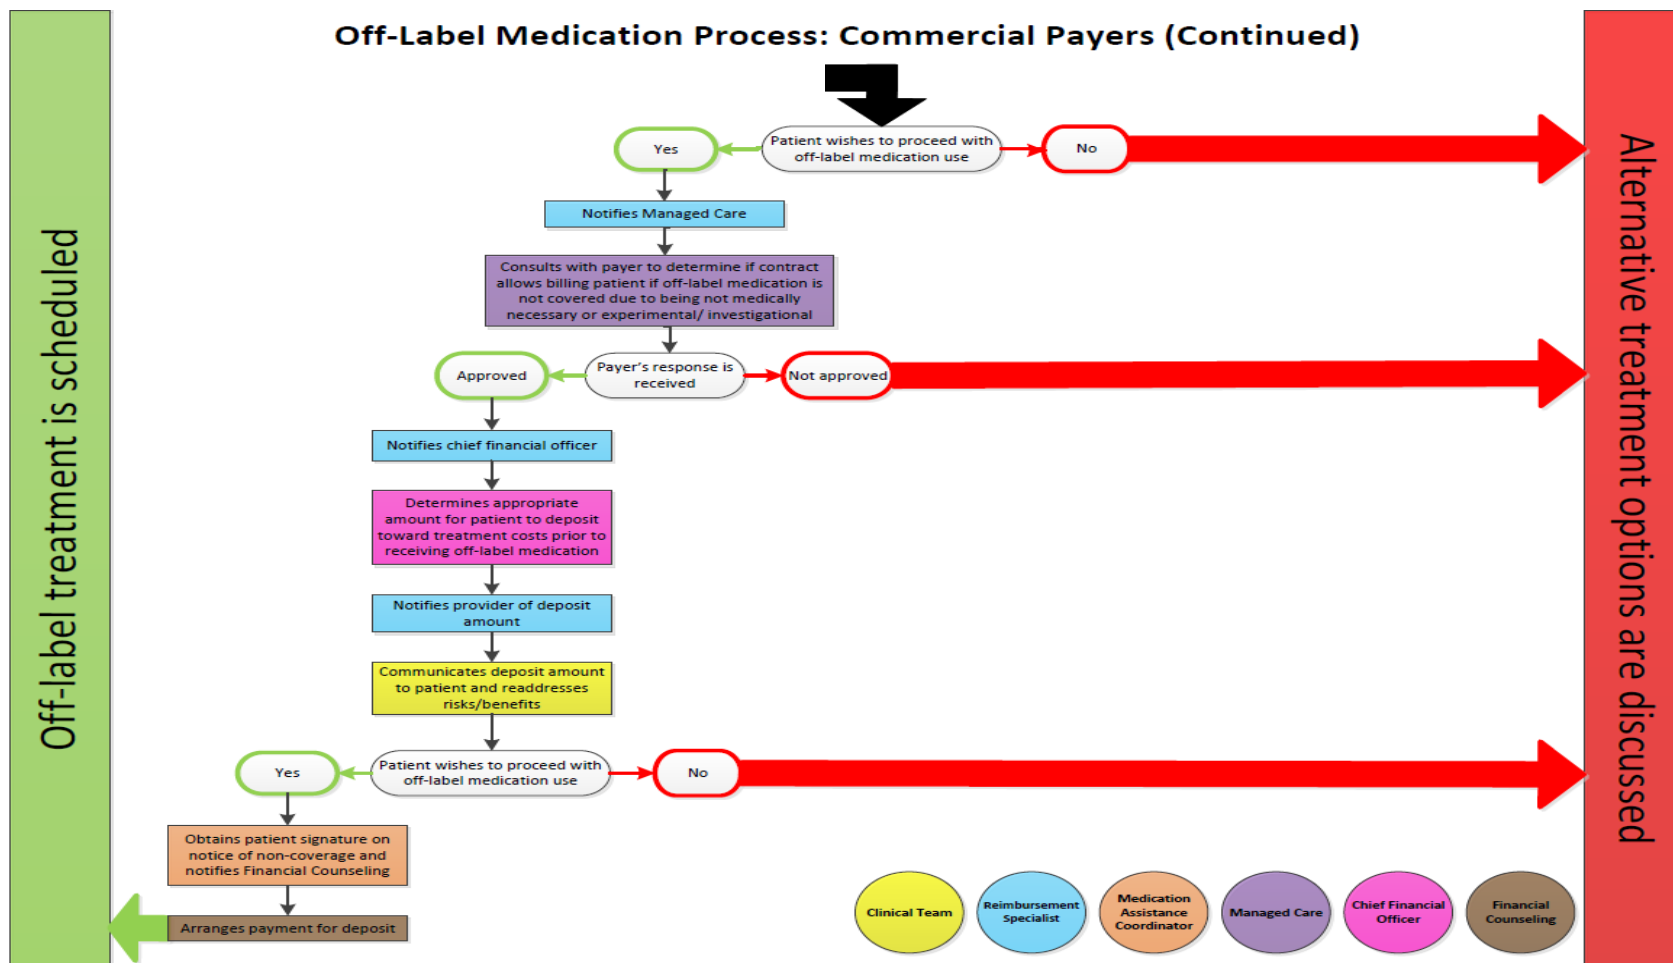 Off-Label Medication Process: Commercial Payers (Continued)
Off-label treatment is scheduled
Alternative treatment options are discussed
Patient wishes to proceed with
off-label medication use
Yes
No
Notifies Managed Care
Consults with payer to determine if contract
allows billing patient if off-label medication is
not covered due to being not medically
necessary or experimental/ investigational
Payer's response is
received
Approved
Not approved
Notifies chief financial officer
Determines appropriate
amount for patient to deposit
toward treatment costs prior to
receiving off-label medication
Notifies provider of deposit
amount
Communicates deposit amount
to patient and readdresses
risks/benefits
Patient wishes to proceed with
off-label medication use
Yes
No
Obtains patient signature on
notice of non-coverage and
notifies Financial Counseling
Arranges payment for deposit
Clinical Team
Reimbursement
Specialist
Medication
Assistance
Coordinator
Managed Care
Chief Financial
Officer
Financial
Counseling